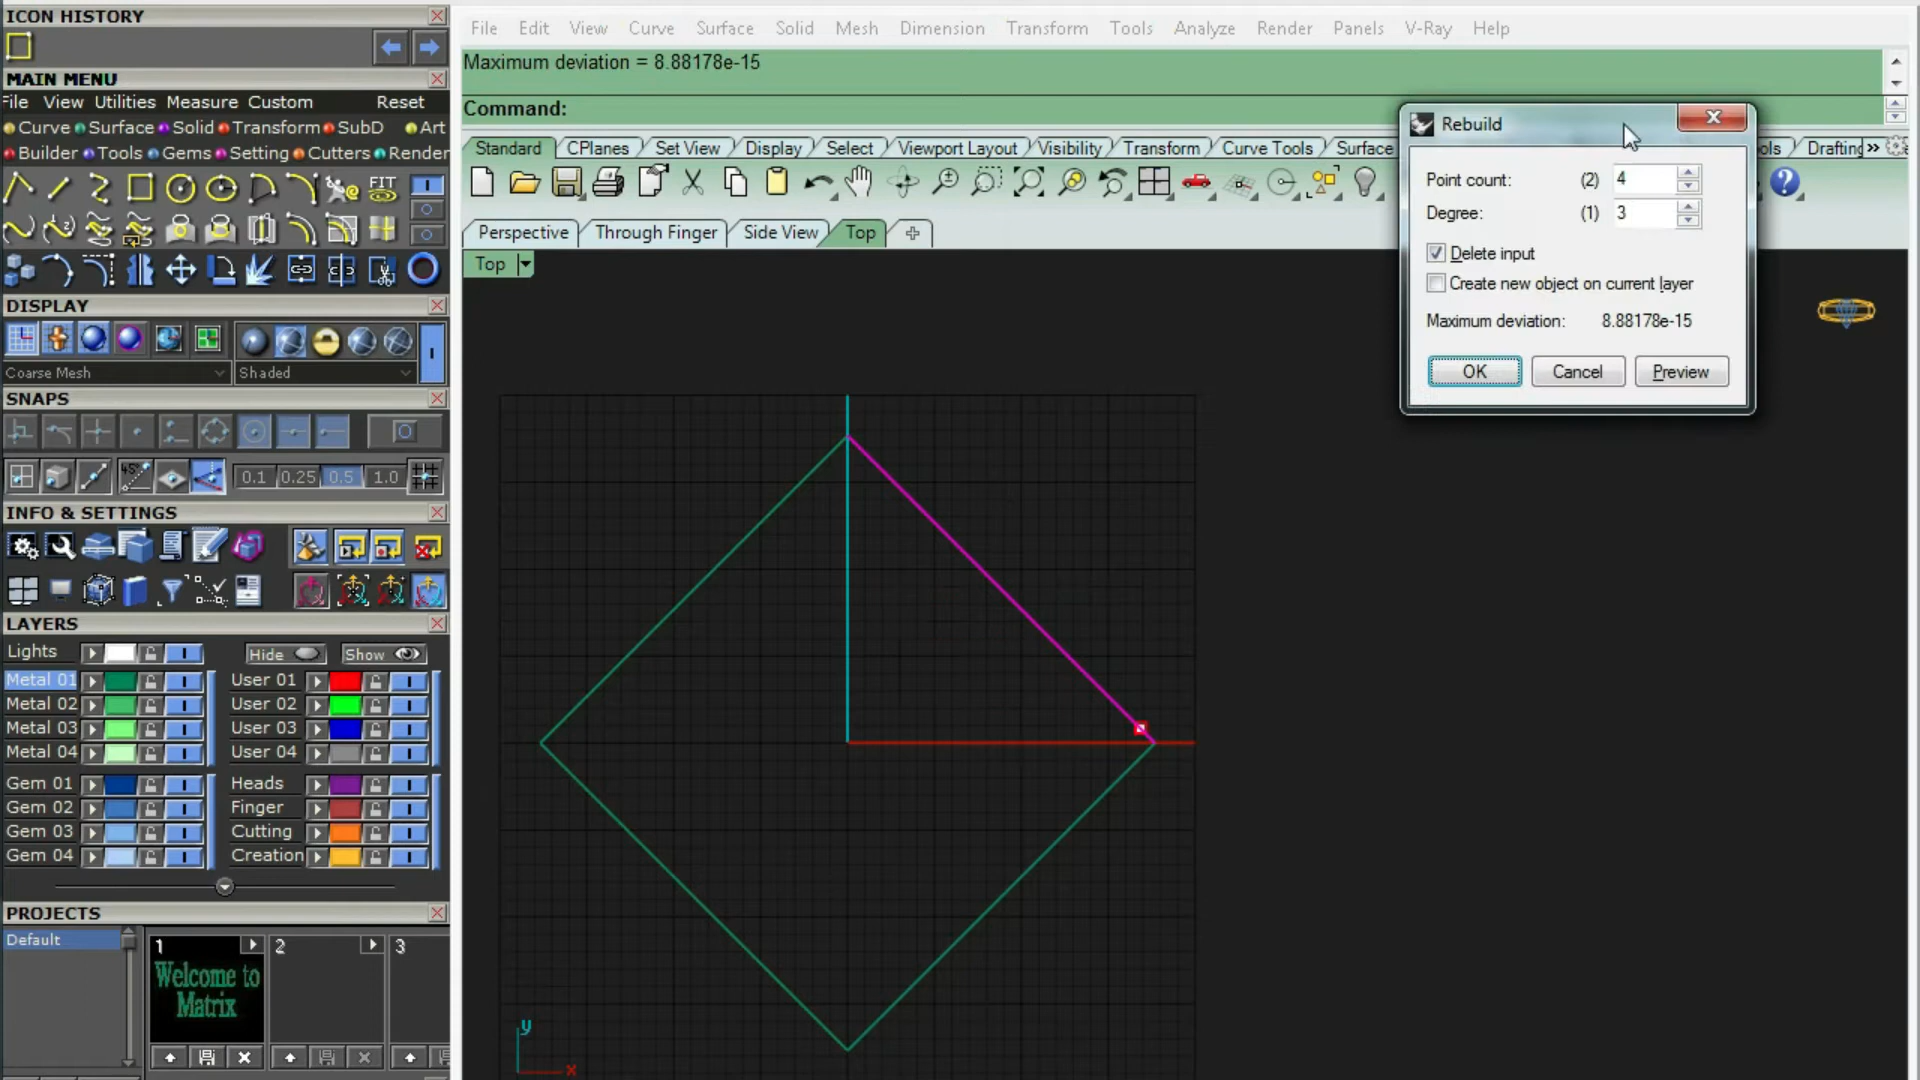 ICON HISTORY
MAIN MENU
File View Utilities Measure Custom Reset
Curve Surface Solid Transform SubD Art
Builder Tools Gems Setting Cutters Render
FIT
DISPLAY
Coarse Mesh Shaded
SNAPS
45°
0.1 0.25 0.5 1.0
INFO & SETTINGS
LAYERS
Lights Hide Show
Metal 01 User 01
Metal 02 User 02
Metal 03 User 03
Metal 04 User 04
Gem 01 Heads
Gem 02 Finger
Gem 03 Cutting
Gem 04 Creation
PROJECTS
Default
1 2 3
Welcome to
Matrix
File Edit View Curve Surface Solid Mesh Dimension Transform Tools Analyze Render Panels V-Ray Help
Maximum deviation = 8.88178e-15
Command:
Standard CPlanes Set View Display Select Viewport Layout Visibility Transform Curve Tools Surface Drafting »
Perspective Through Finger Side View Top
Top
y
x
Rebuild
Point count: (2) 4
Degree: (1) 3
Delete input
Create new object on current layer
Maximum deviation: 8.88178e-15
OK Cancel Preview